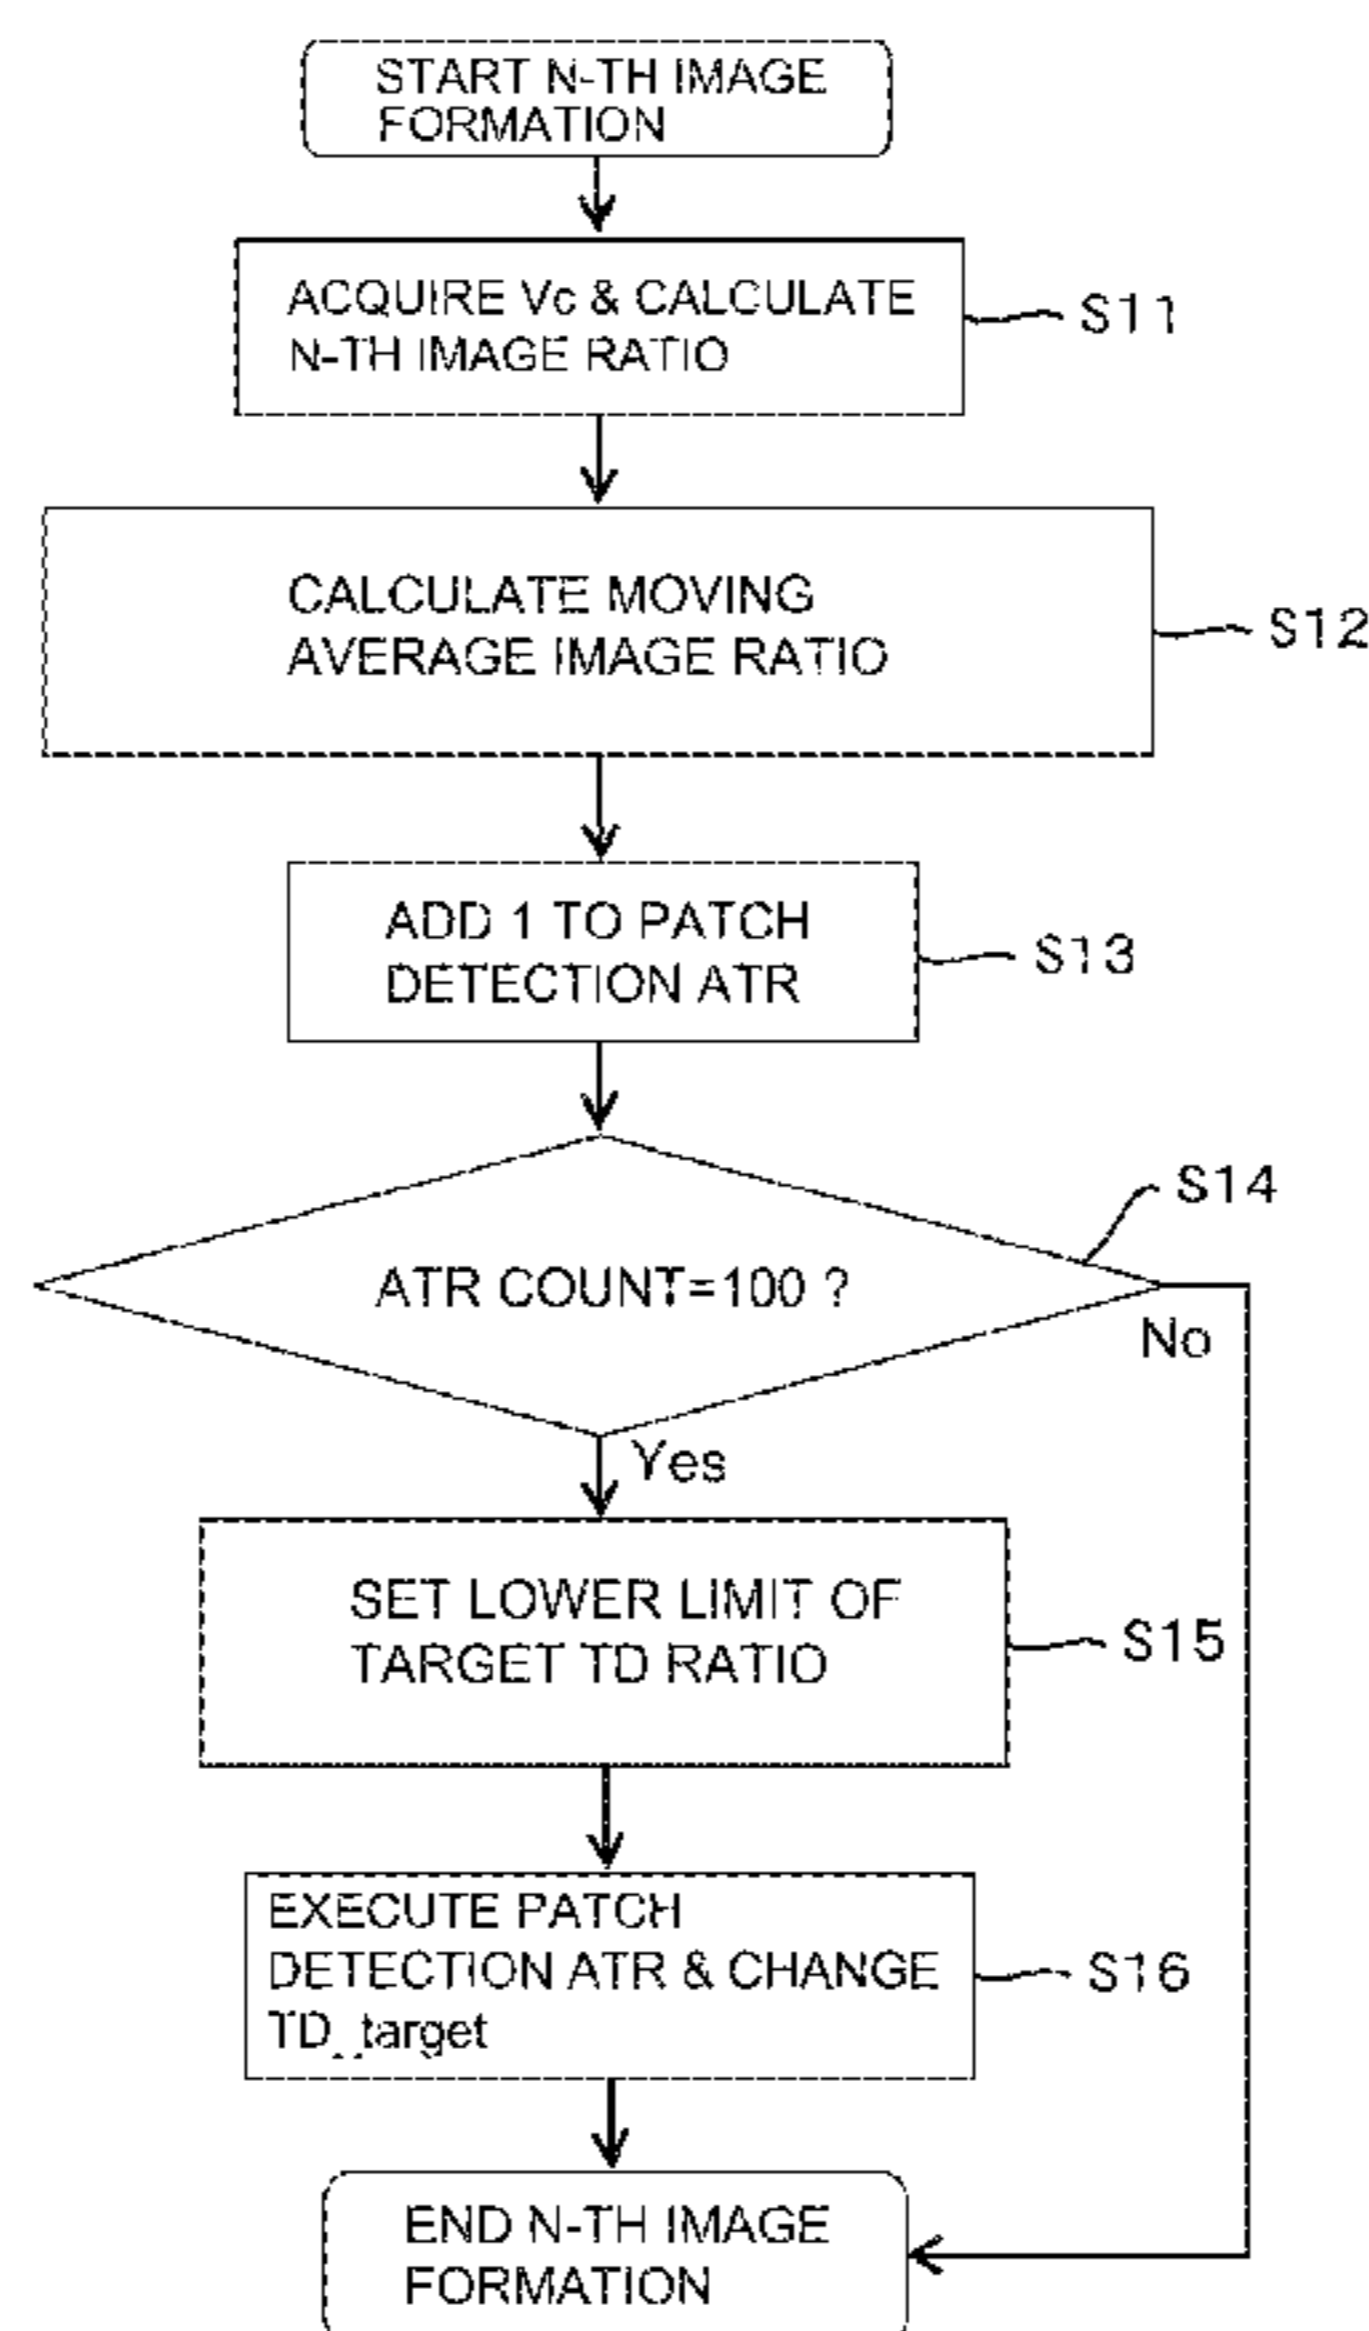 START N-TH IMAGE
FORMATION
ACQUIRE Vc & CALCULATE
N-TH IMAGE RATIO
S11
CALCULATE MOVING
AVERAGE IMAGE RATIO
S12
ADD 1 TO PATCH
DETECTION ATR
S13
ATR COUNT=100 ?
S14
No
Yes
SET LOWER LIMIT OF
TARGET TD RATIO
S15
EXECUTE PATCH
DETECTION ATR & CHANGE
TD_target
S16
END N-TH IMAGE
FORMATION